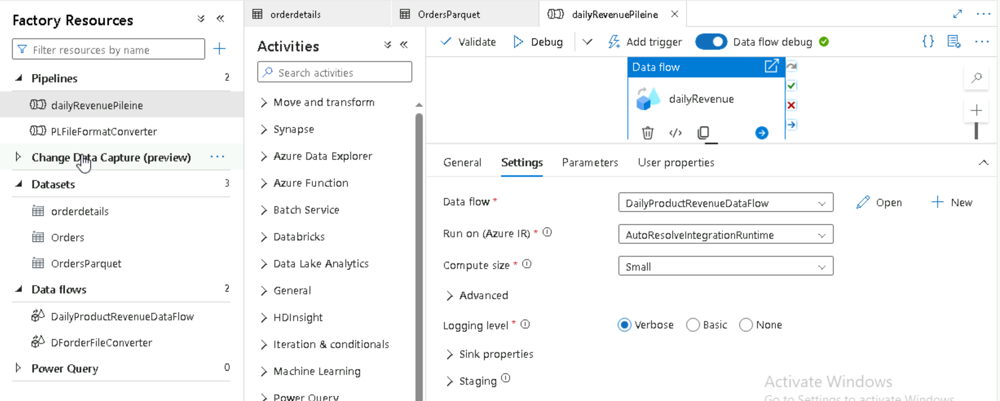 Factory Resources
Filter resources by name
Pipelines 2
dailyRevenuePileine
PLFileFormatConverter
Change Data Capture (preview)
Datasets 3
orderdetails
Orders
OrdersParquet
Data flows 2
DailyProductRevenueDataFlow
DForderFileConverter
Power Query 0
orderdetails
OrdersParquet
dailyRevenuePileine
Activities
Search activities
Move and transform
Synapse
Azure Data Explorer
Azure Function
Batch Service
Databricks
Data Lake Analytics
General
HDInsight
Iteration & conditionals
Machine Learning
Power Query
Validate Debug Add trigger Data flow debug
Data flow
dailyRevenue
General Settings Parameters User properties
Data flow * DailyProductRevenueDataFlow Open New
Run on (Azure IR) * AutoResolveIntegrationRuntime
Compute size * Small
Advanced
Logging level * Verbose Basic None
Sink properties
Staging
Activate Windows
Go to Settings to activate Windows.